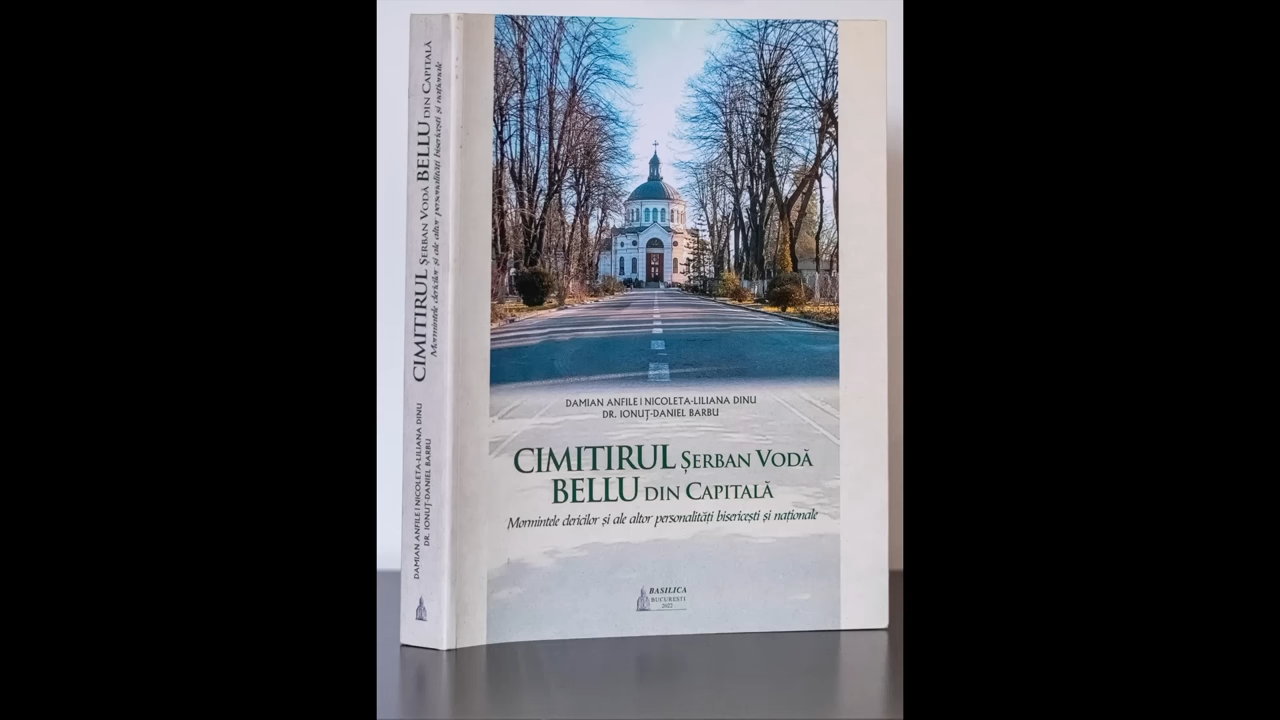 CIMITIRUL ȘERBAN VODĂ BELLU DIN CAPITALĂ
Mormintele clericilor și ale altor personalități bisericești și naționale
DAMIAN ANFILE | NICOLETA-LILIANA DINU
DR. IONUȚ-DANIEL BARBU
DAMIAN ANFILE | NICOLETA-LILIANA DINU
DR. IONUȚ-DANIEL BARBU
CIMITIRUL ȘERBAN VODĂ
BELLU DIN CAPITALĂ
Mormintele clericilor și ale altor personalități bisericești și naționale
BASILICA
BUCUREȘTI
2022